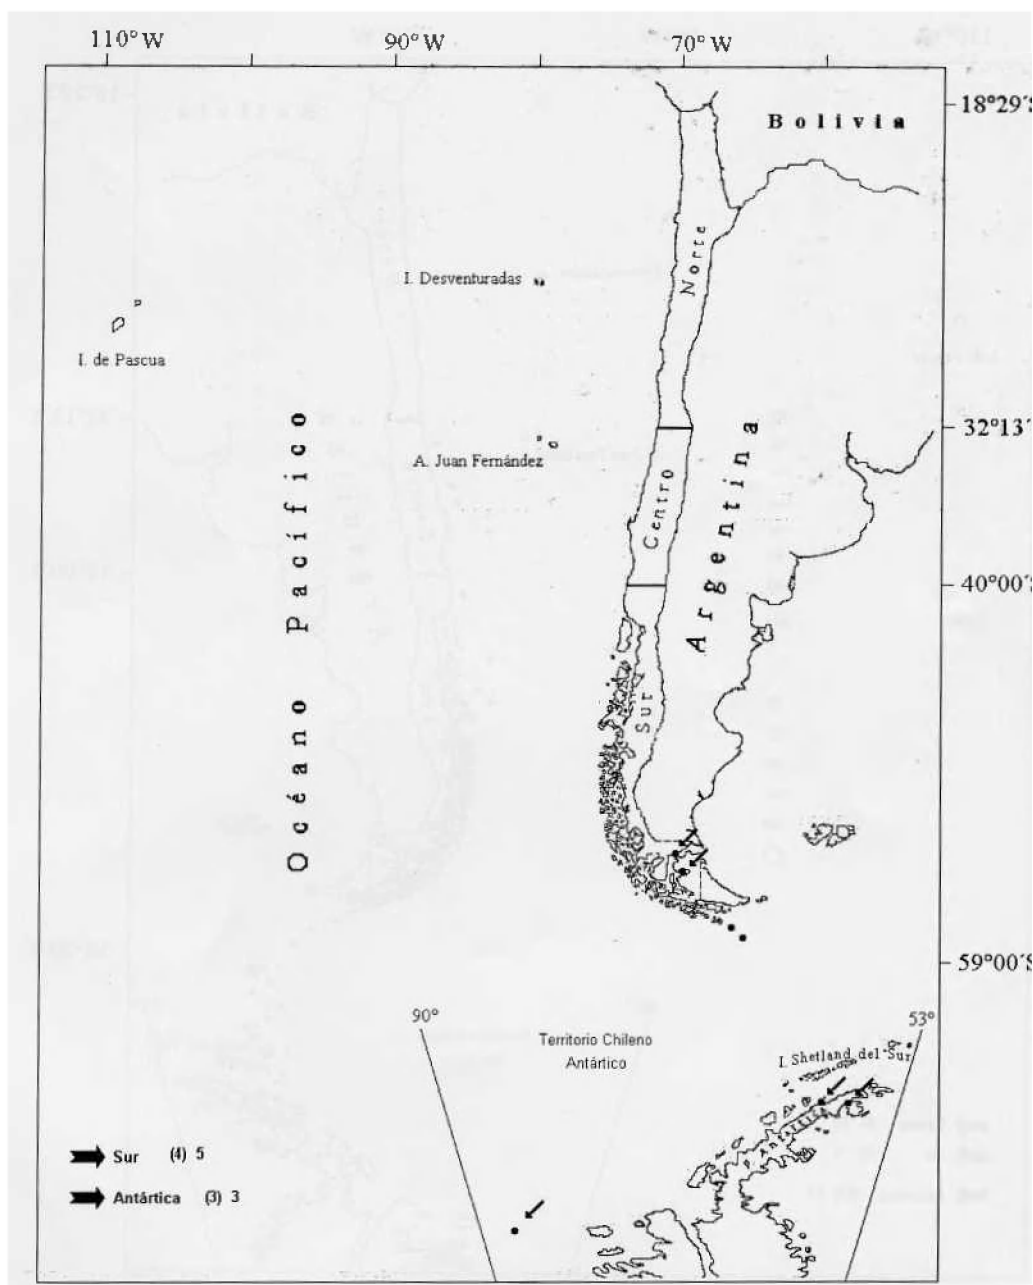 110° W 90° W 70° W
18°29´S
Bolivia
Norte
I. Desventuradas
I. de Pascua
32°13´
A. Juan Fernández
Océano Pacífico
Centro
Argentina
40°00´S
Sur
59°00´S
90°
53°
Territorio Chileno
Antártico
I. Shetland del Sur
P. Antártica
Sur (4) 5
Antártica (3) 3